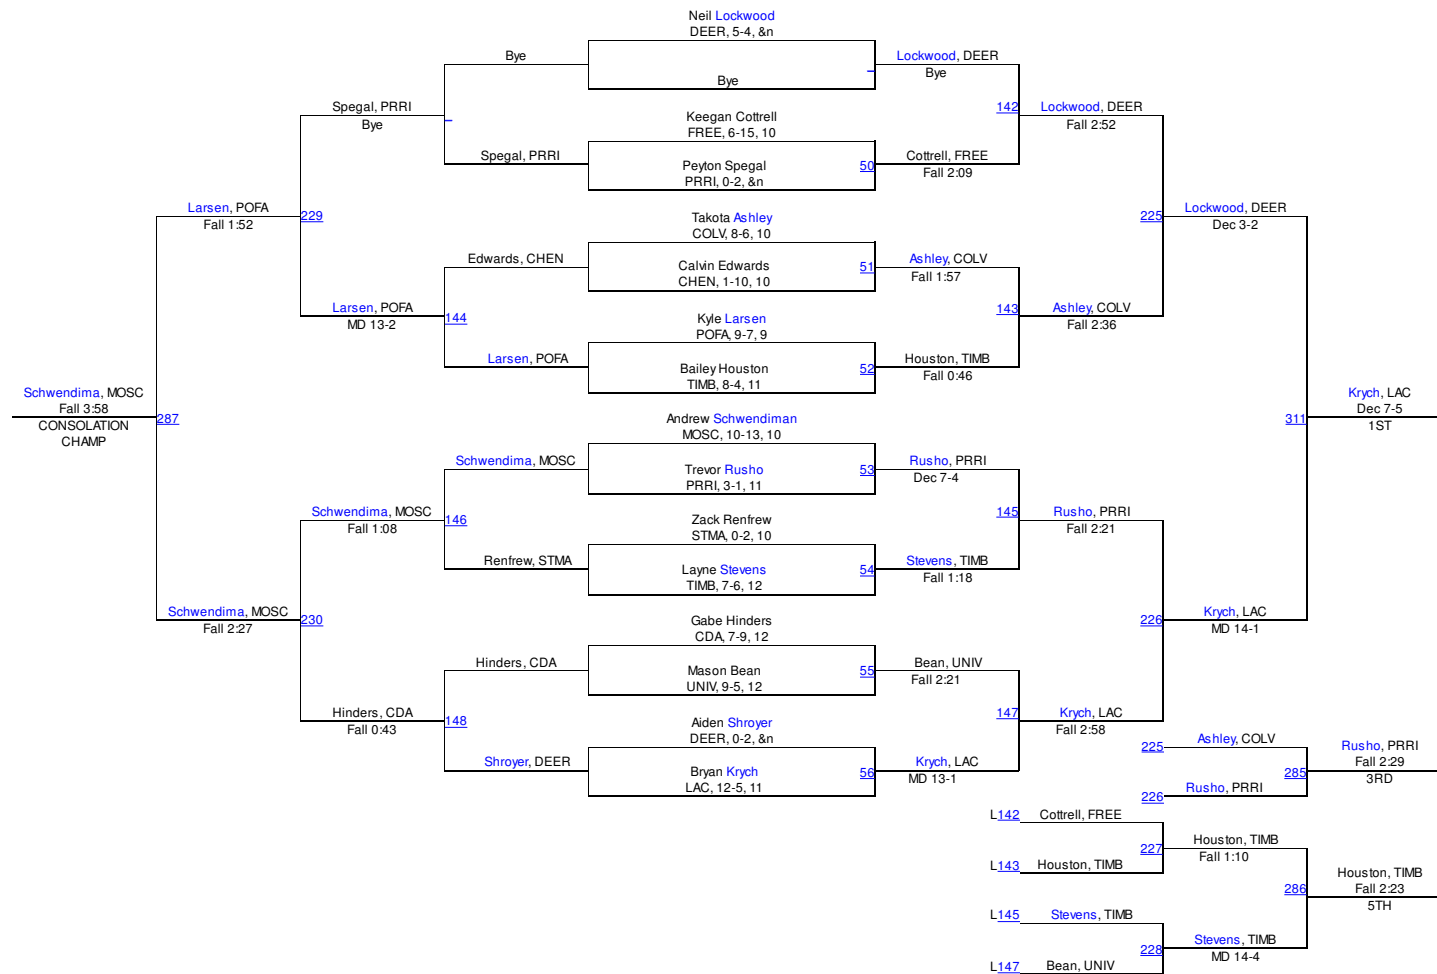 Neil Lockwood
DEER, 5-4, &n
Bye
Lockwood, DEER
Bye
Bye
Spegal, PRRI
Bye
142
Lockwood, DEER
Fall 2:52
Keegan Cottrell
FREE, 6-15, 10
Spegal, PRRI
Peyton Spegal
PRRI, 0-2, &n
50
Cottrell, FREE
Fall 2:09
Larsen, POFA
Fall 1:52
229
Takota Ashley
COLV, 8-6, 10
225
Lockwood, DEER
Dec 3-2
Edwards, CHEN
Calvin Edwards
CHEN, 1-10, 10
51
Ashley, COLV
Fall 1:57
Larsen, POFA
MD 13-2
144
Kyle Larsen
POFA, 9-7, 9
143
Ashley, COLV
Fall 2:36
Larsen, POFA
Bailey Houston
TIMB, 8-4, 11
52
Houston, TIMB
Fall 0:46
Schwendima, MOSC
Fall 3:58
CONSOLATION
CHAMP
287
Andrew Schwendiman
MOSC, 10-13, 10
311
Krych, LAC
Dec 7-5
1ST
Schwendima, MOSC
Trevor Rusho
PRRI, 3-1, 11
53
Rusho, PRRI
Dec 7-4
Schwendima, MOSC
Fall 1:08
146
Zack Renfrew
STMA, 0-2, 10
145
Rusho, PRRI
Fall 2:21
Renfrew, STMA
Layne Stevens
TIMB, 7-6, 12
54
Stevens, TIMB
Fall 1:18
Schwendima, MOSC
Fall 2:27
230
Gabe Hinders
CDA, 7-9, 12
226
Krych, LAC
MD 14-1
Hinders, CDA
Mason Bean
UNIV, 9-5, 12
55
Bean, UNIV
Fall 2:21
Hinders, CDA
Fall 0:43
148
Aiden Shroyer
DEER, 0-2, &n
147
Krych, LAC
Fall 2:58
Shroyer, DEER
Bryan Krych
LAC, 12-5, 11
56
Krych, LAC
MD 13-1
225
Ashley, COLV
285
Rusho, PRRI
Fall 2:29
3RD
226
Rusho, PRRI
L142
Cottrell, FREE
227
Houston, TIMB
Fall 1:10
L143
Houston, TIMB
286
Houston, TIMB
Fall 2:23
5TH
L145
Stevens, TIMB
228
Stevens, TIMB
MD 14-4
L147
Bean, UNIV